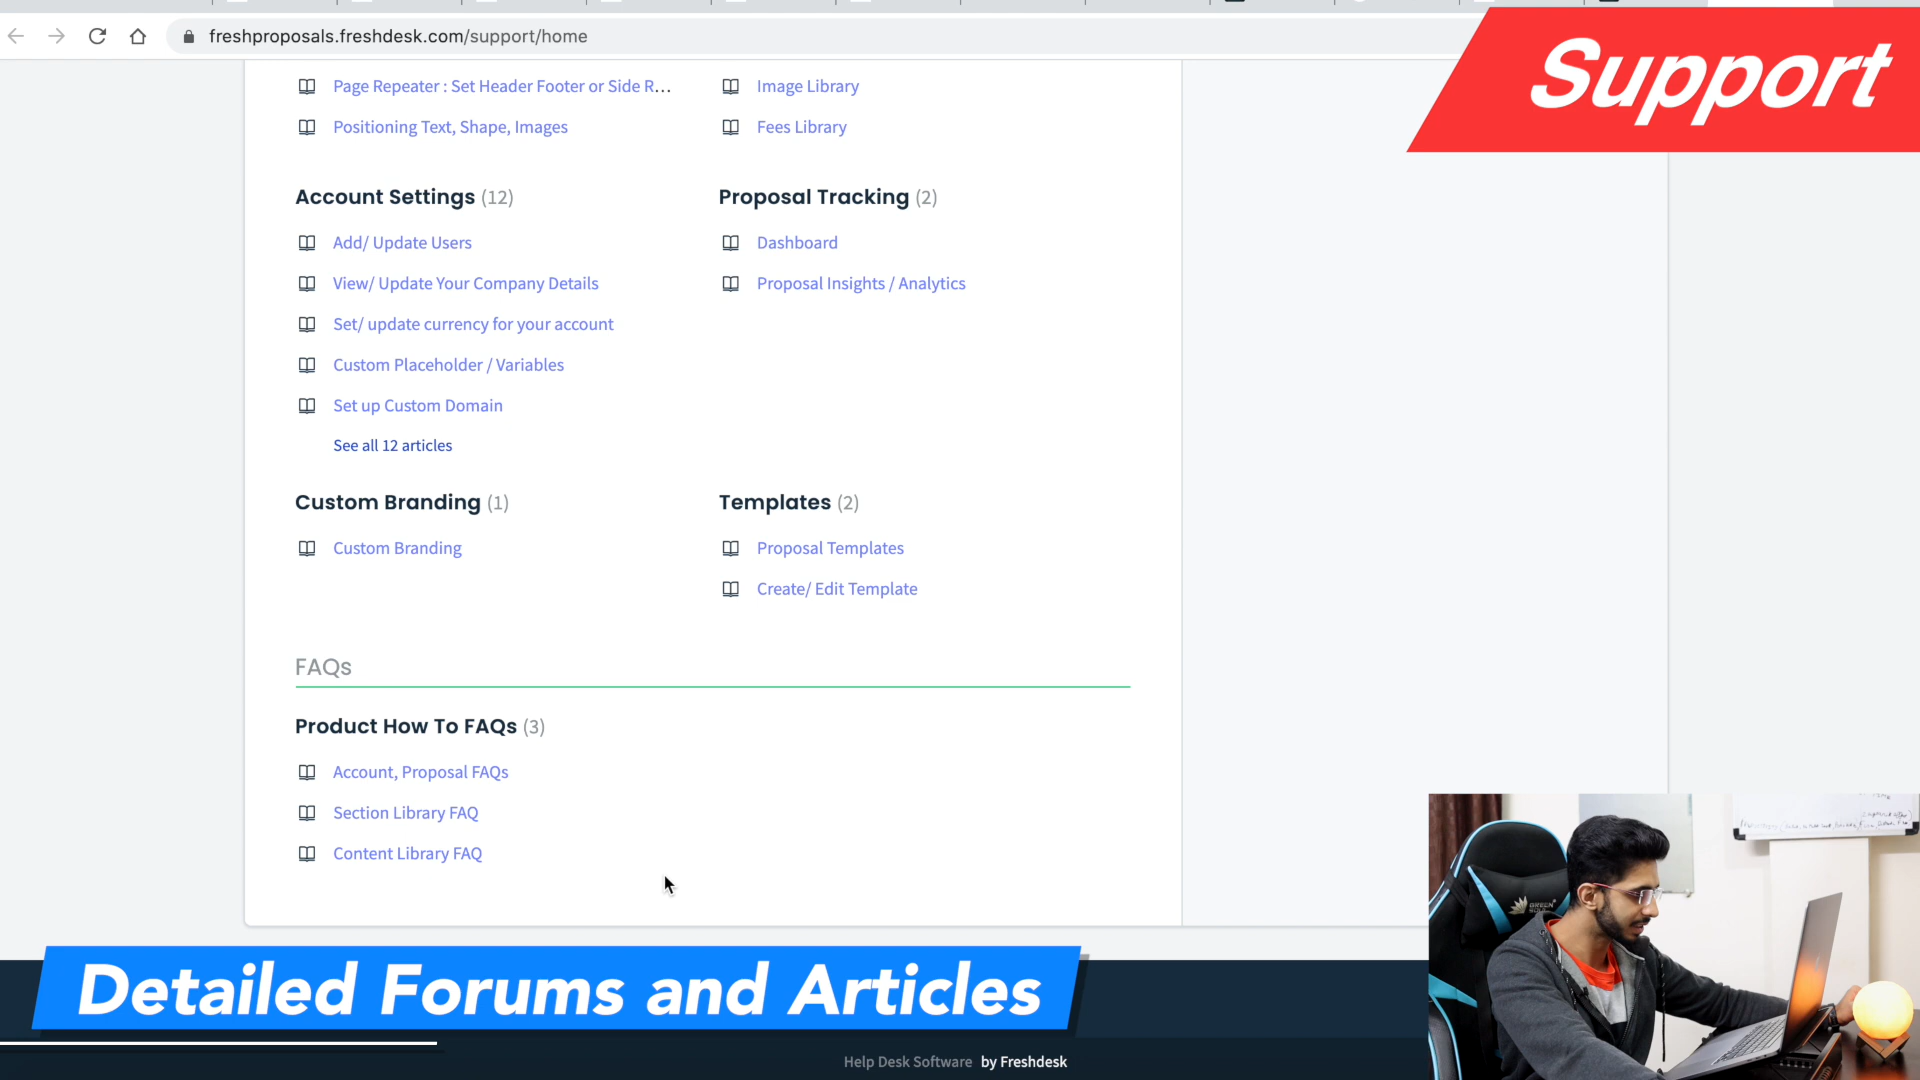 freshproposals.freshdesk.com/support/home
Support
Page Repeater : Set Header Footer or Side R...
Positioning Text, Shape, Images
Image Library
Fees Library
Account Settings (12)
Add/ Update Users
View/ Update Your Company Details
Set/ update currency for your account
Custom Placeholder / Variables
Set up Custom Domain
See all 12 articles
Proposal Tracking (2)
Dashboard
Proposal Insights / Analytics
Custom Branding (1)
Custom Branding
Templates (2)
Proposal Templates
Create/ Edit Template
FAQs
Product How To FAQs (3)
Account, Proposal FAQs
Section Library FAQ
Content Library FAQ
GREEN
SOUL
Detailed Forums and Articles
Help Desk Software by Freshdesk